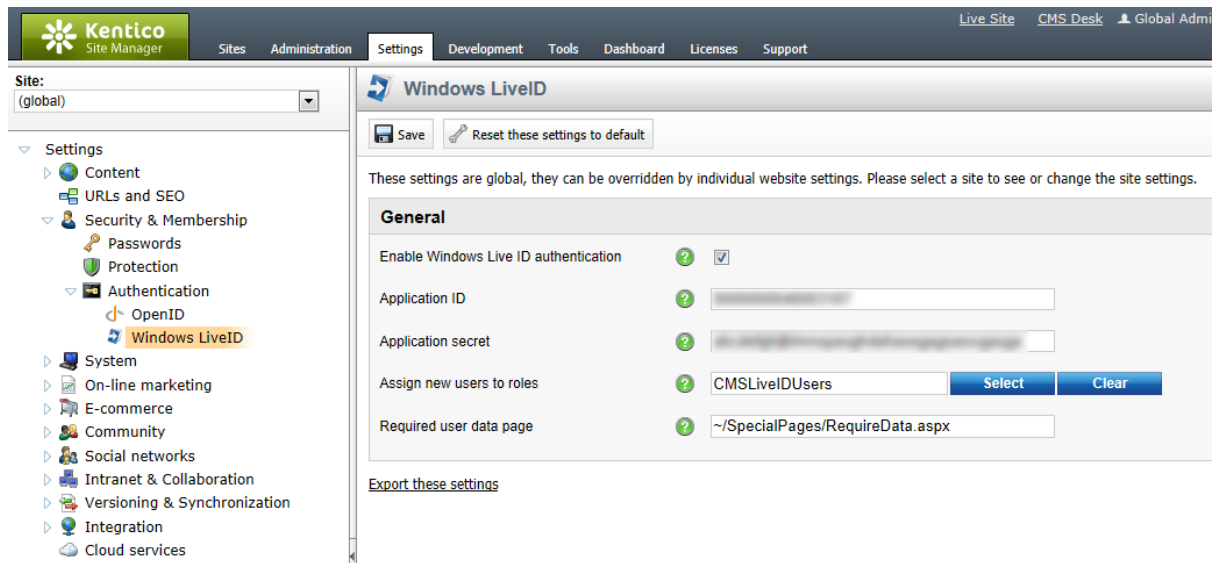 Kentico
Site Manager
Sites Administration Settings Development Tools Dashboard Licenses Support
Live Site CMS Desk Global Admi
Site:
(global)
Settings
Content
URLs and SEO
Security & Membership
Passwords
Protection
Authentication
OpenID
Windows LiveID
System
On-line marketing
E-commerce
Community
Social networks
Intranet & Collaboration
Versioning & Synchronization
Integration
Cloud services
Windows LiveID
Save Reset these settings to default
These settings are global, they can be overridden by individual website settings. Please select a site to see or change the site settings.
General
Enable Windows Live ID authentication
Application ID
Application secret
Assign new users to roles CMSLiveIDUsers Select Clear
Required user data page ~/SpecialPages/RequireData.aspx
Export these settings